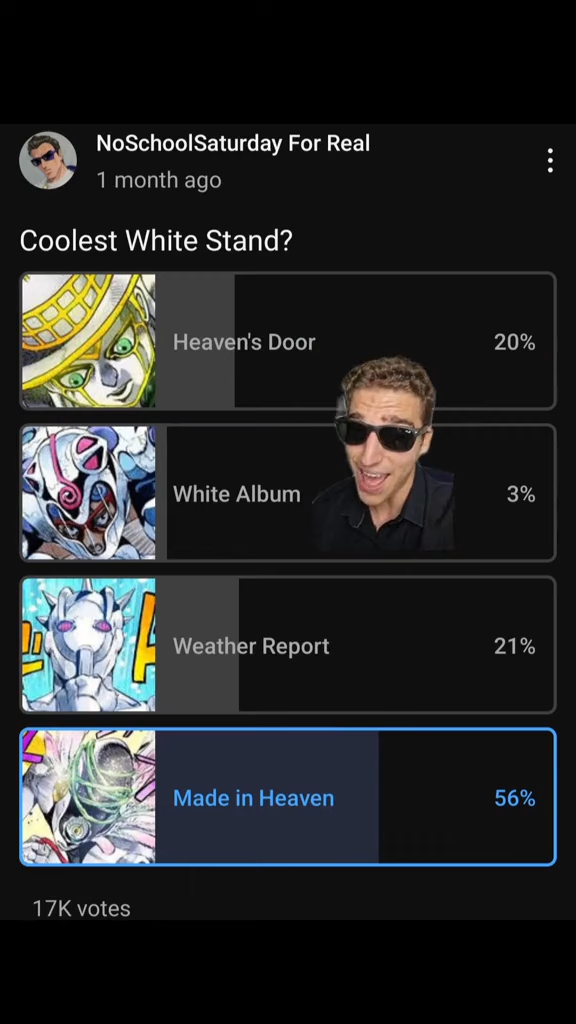 NoSchoolSaturday For Real
1 month ago
Coolest White Stand?
Heaven's Door 20%
White Album 3%
Weather Report 21%
Made in Heaven 56%
17K votes